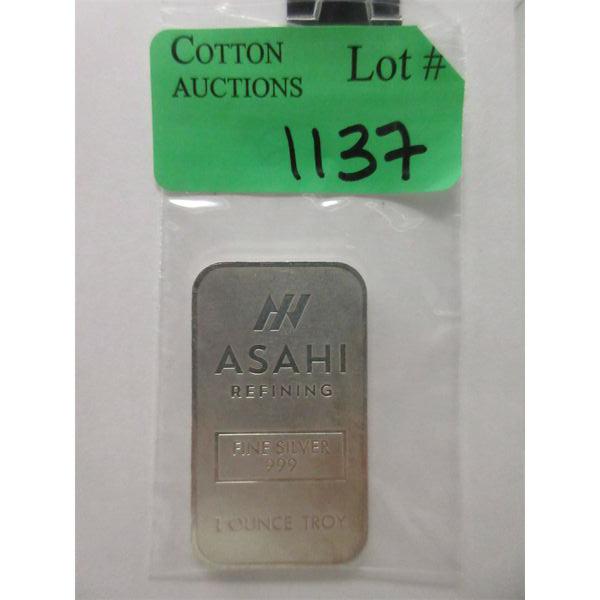 COTTON AUCTIONS
Lot #
1137
ASAHI
REFINING
FINE SILVER
999
1 OUNCE TROY